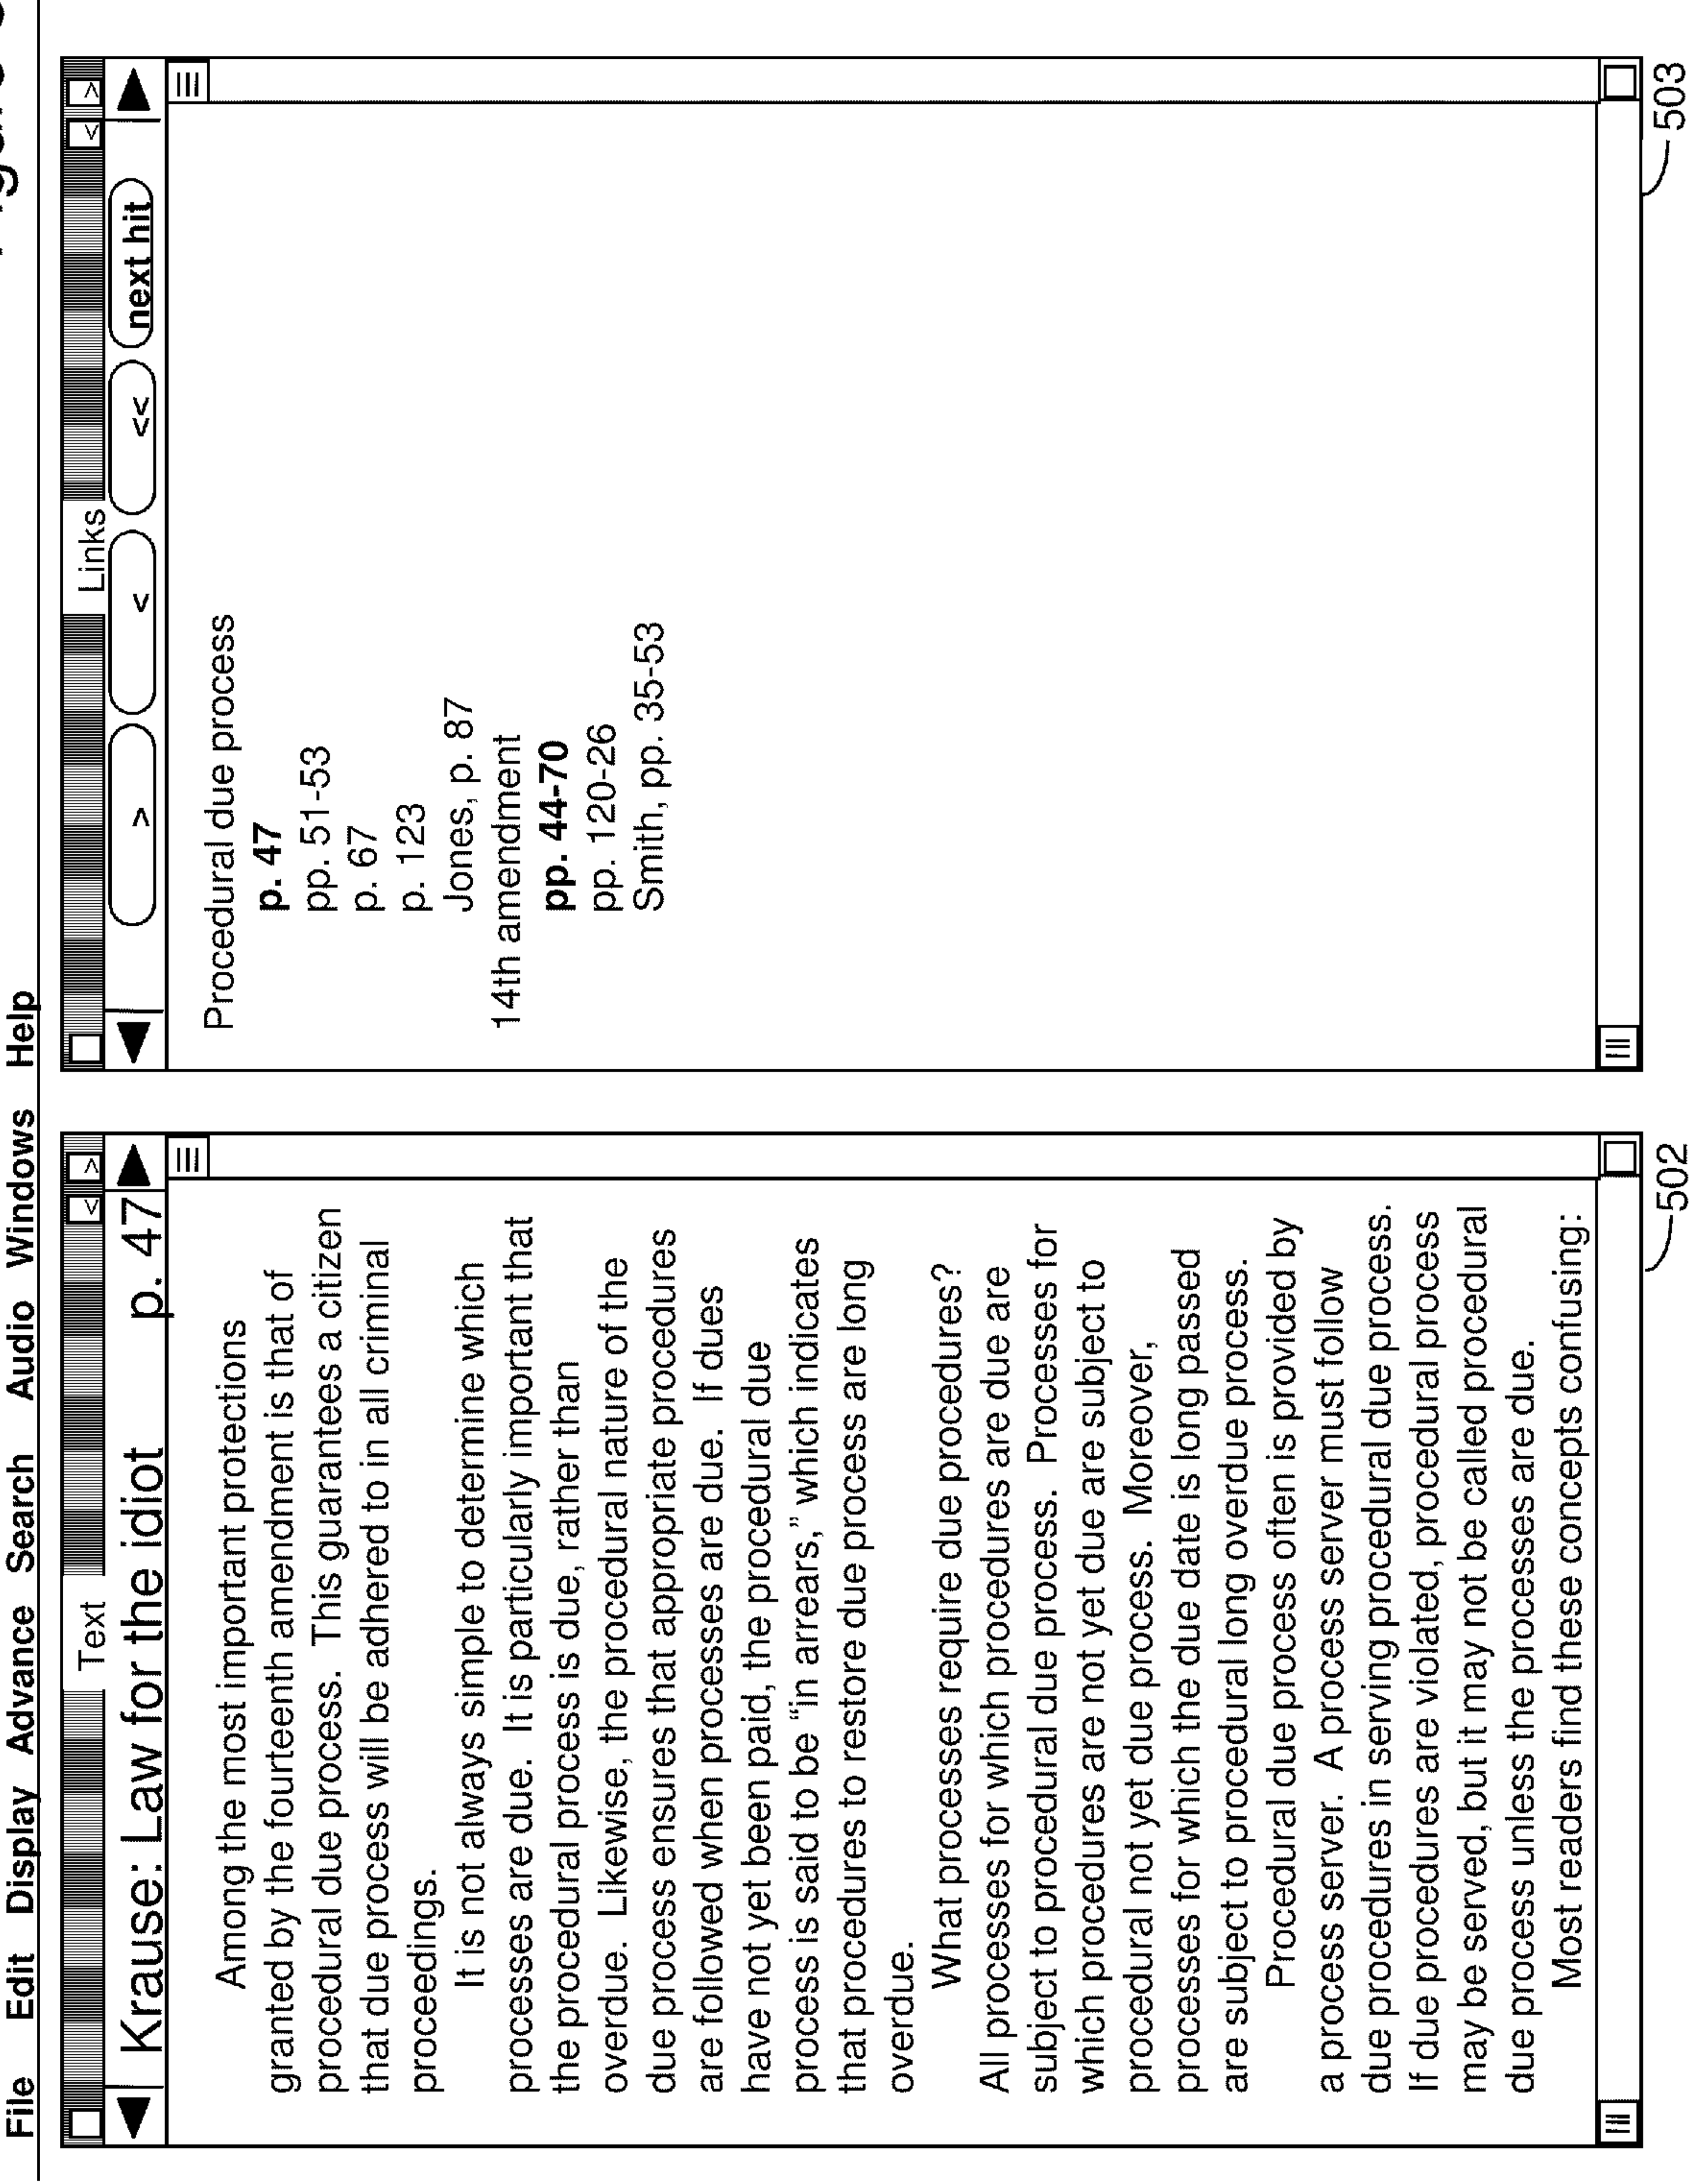 File Edit Display Advance Search Audio Windows Help
Text
< >
Krause: Law for the idiot p. 47
Among the most important protections
granted by the fourteenth amendment is that of
procedural due process. This guarantees a citizen
that due process will be adhered to in all criminal
proceedings.
It is not always simple to determine which
processes are due. It is particularly important that
the procedural process is due, rather than
overdue. Likewise, the procedural nature of the
due process ensures that appropriate procedures
are followed when processes are due. If dues
have not yet been paid, the procedural due
process is said to be “in arrears,” which indicates
that procedures to restore due process are long
overdue.
What processes require due procedures?
All processes for which procedures are due are
subject to procedural due process. Processes for
which procedures are not yet due are subject to
procedural not yet due process. Moreover,
processes for which the due date is long passed
are subject to procedural long overdue process.
Procedural due process often is provided by
a process server. A process server must follow
due procedures in serving procedural due process.
If due procedures are violated, procedural process
may be served, but it may not be called procedural
due process unless the processes are due.
Most readers find these concepts confusing:
502
Links
< >
> < << next hit
Procedural due process
p. 47
pp. 51-53
p. 67
p. 123
Jones, p. 87
14th amendment
pp. 44-70
pp. 120-26
Smith, pp. 35-53
503